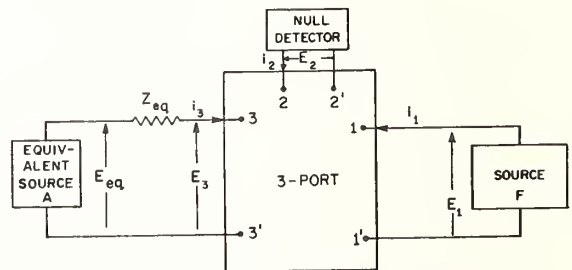 NULL
DETECTOR
i2
E2
2
2'
Zeq
i3
3
1
i1
EQUIV-
ALENT
SOURCE
A
Eeq
E3
3-PORT
E1
SOURCE
F
3'
1'